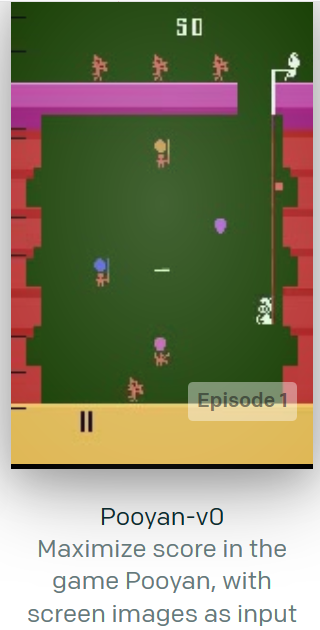 50
Episode 1
Pooyan-v0
Maximize score in the
game Pooyan, with
screen images as input